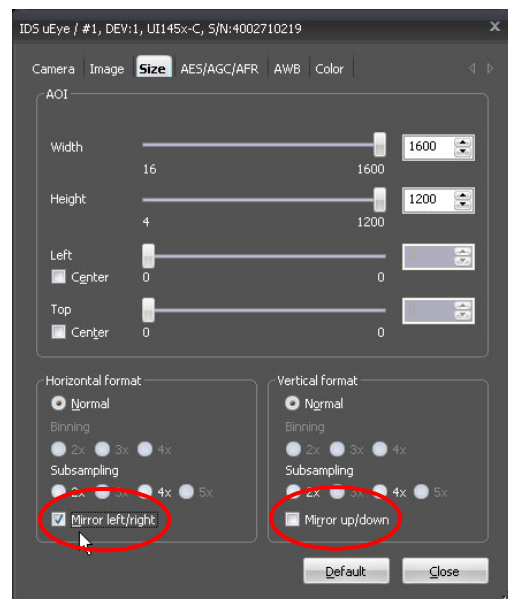 IDS uEye / #1, DEV:1, UI145x-C, S/N:4002710219 x
Camera Image Size AES/AGC/AFR AWB Color
AOI
Width 1600
16 1600
Height 1200
4 1200
Left 0
Center 0 0
Top 0
Center 0 0
Horizontal format
Normal
Binning
2x 3x 4x
Subsampling
2x 3x 4x 5x
Mirror left/right
Vertical format
Normal
Binning
2x 3x 4x
Subsampling
2x 3x 4x 5x
Mirror up/down
Default Close